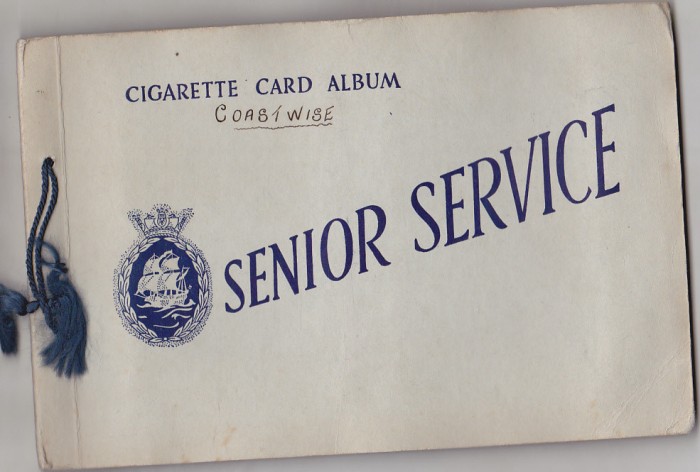 CIGARETTE CARD ALBUM
COASTWISE
SENIOR SERVICE